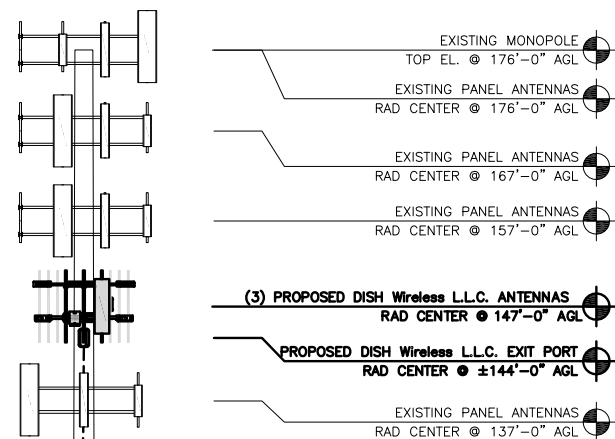 EXISTING MONOPOLE
TOP EL. @ 176'-0" AGL
EXISTING PANEL ANTENNAS
RAD CENTER @ 176'-0" AGL
EXISTING PANEL ANTENNAS
RAD CENTER @ 167'-0" AGL
EXISTING PANEL ANTENNAS
RAD CENTER @ 157'-0" AGL
(3) PROPOSED DISH Wireless L.L.C. ANTENNAS
RAD CENTER @ 147'-0" AGL
PROPOSED DISH Wireless L.L.C. EXIT PORT
RAD CENTER @ ±144'-0" AGL
EXISTING PANEL ANTENNAS
RAD CENTER @ 137'-0" AGL